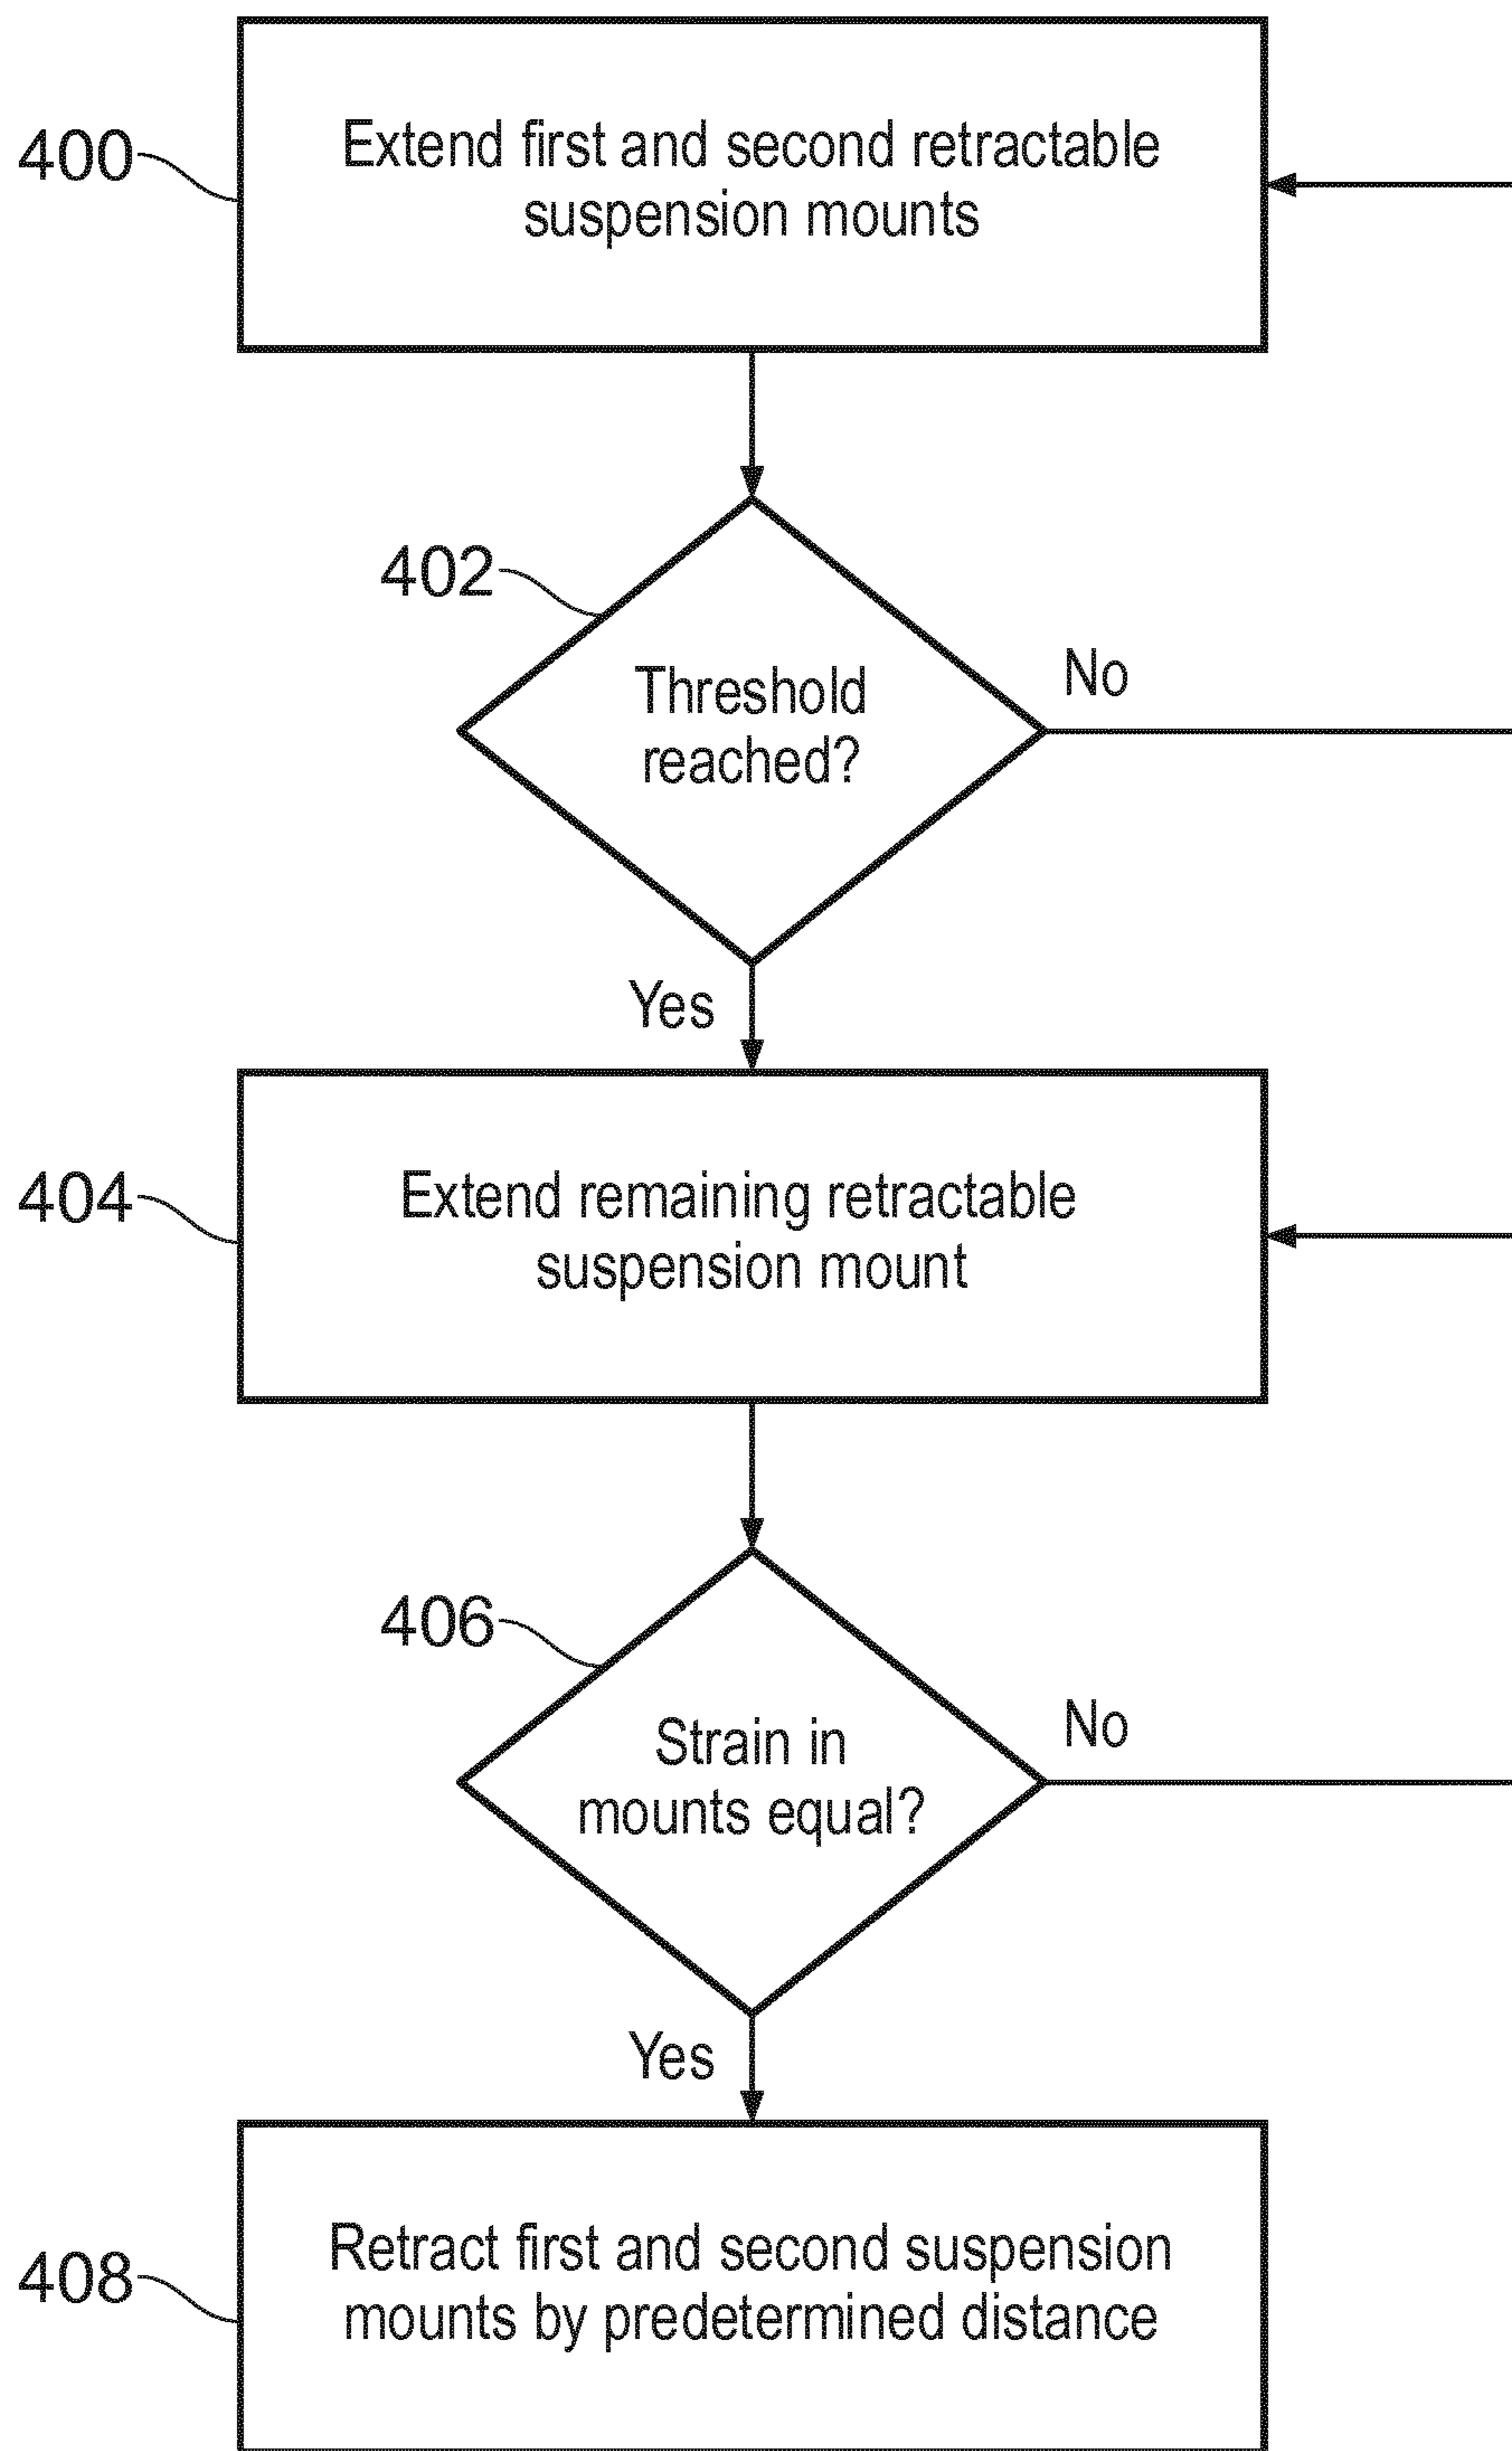 400
Extend first and second retractable
suspension mounts
402
Threshold
reached?
No
Yes
404
Extend remaining retractable
suspension mount
406
Strain in
mounts equal?
No
Yes
408
Retract first and second suspension
mounts by predetermined distance